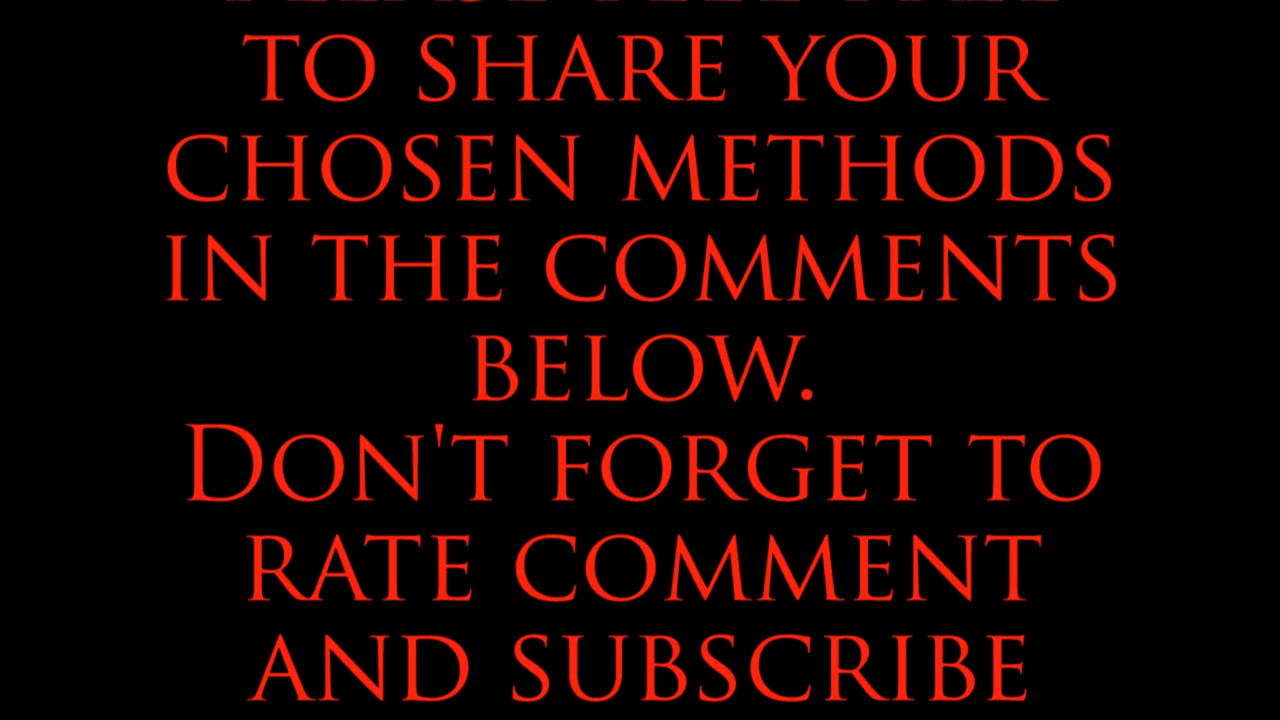 TO SHARE YOUR
CHOSEN METHODS
IN THE COMMENTS
BELOW.
DON'T FORGET TO
RATE COMMENT
AND SUBSCRIBE